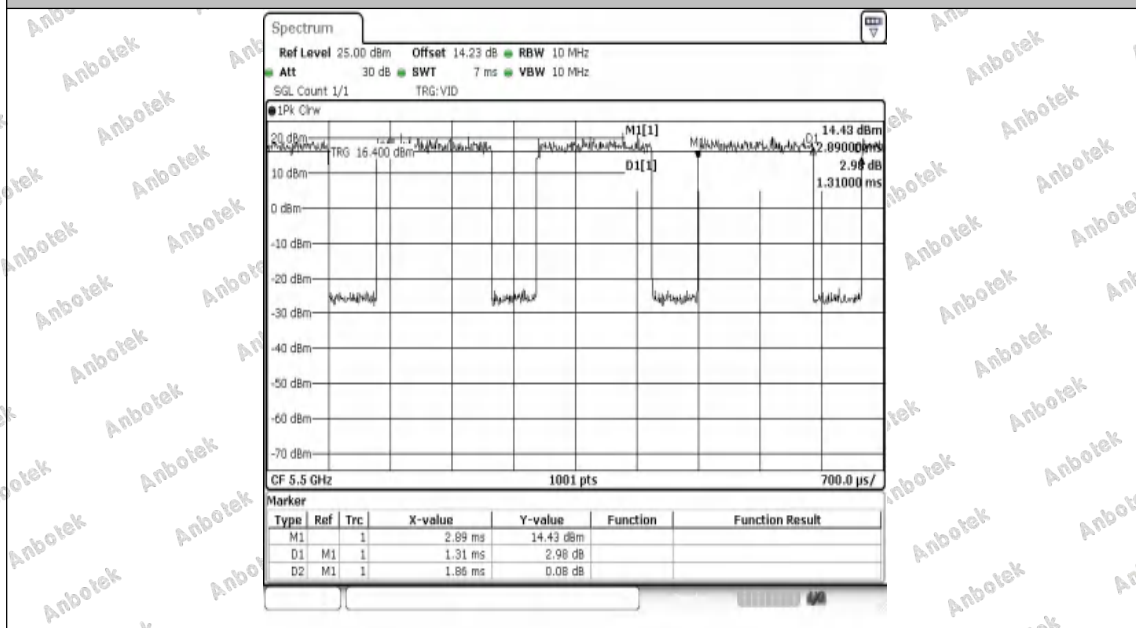 Spectrum
Ref Level 25.00 dBm Offset 14.23 dB RBW 10 MHz
Att 30 dB SWT 7 ms VBW 10 MHz
SGL Count 1/1 TRG:VID
1Pk Clrw
M1[1] 14.43 dBm
2.89000 ms
D1[1] 2.98 dB
1.31000 ms
20 dBm
TRG 16.400 dBm
D1
10 dBm
0 dBm
-10 dBm
-20 dBm
-30 dBm
-40 dBm
-50 dBm
-60 dBm
-70 dBm
CF 5.5 GHz 1001 pts 700.0 µs/
Marker
Type Ref Trc X-value Y-value Function Function Result
M1 1 2.89 ms 14.43 dBm
D1 M1 1 1.31 ms 2.98 dB
D2 M1 1 1.86 ms 0.08 dB
Anbotek